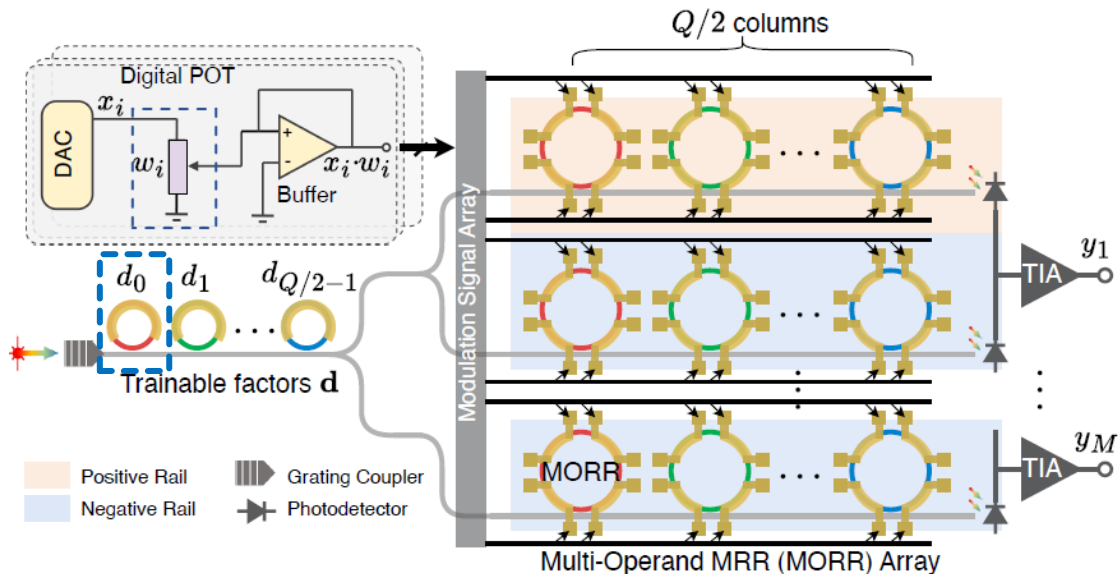 Q/2 columns
Digital POT
DAC
x_i
w_i
+
-
x_i·w_i
Buffer
Modulation Signal Array
d_0
d_1
d_{Q/2−1}
Trainable factors d
Positive Rail
Negative Rail
Grating Coupler
Photodetector
MORR
TIA
y_1
TIA
y_M
Multi-Operand MRR (MORR) Array